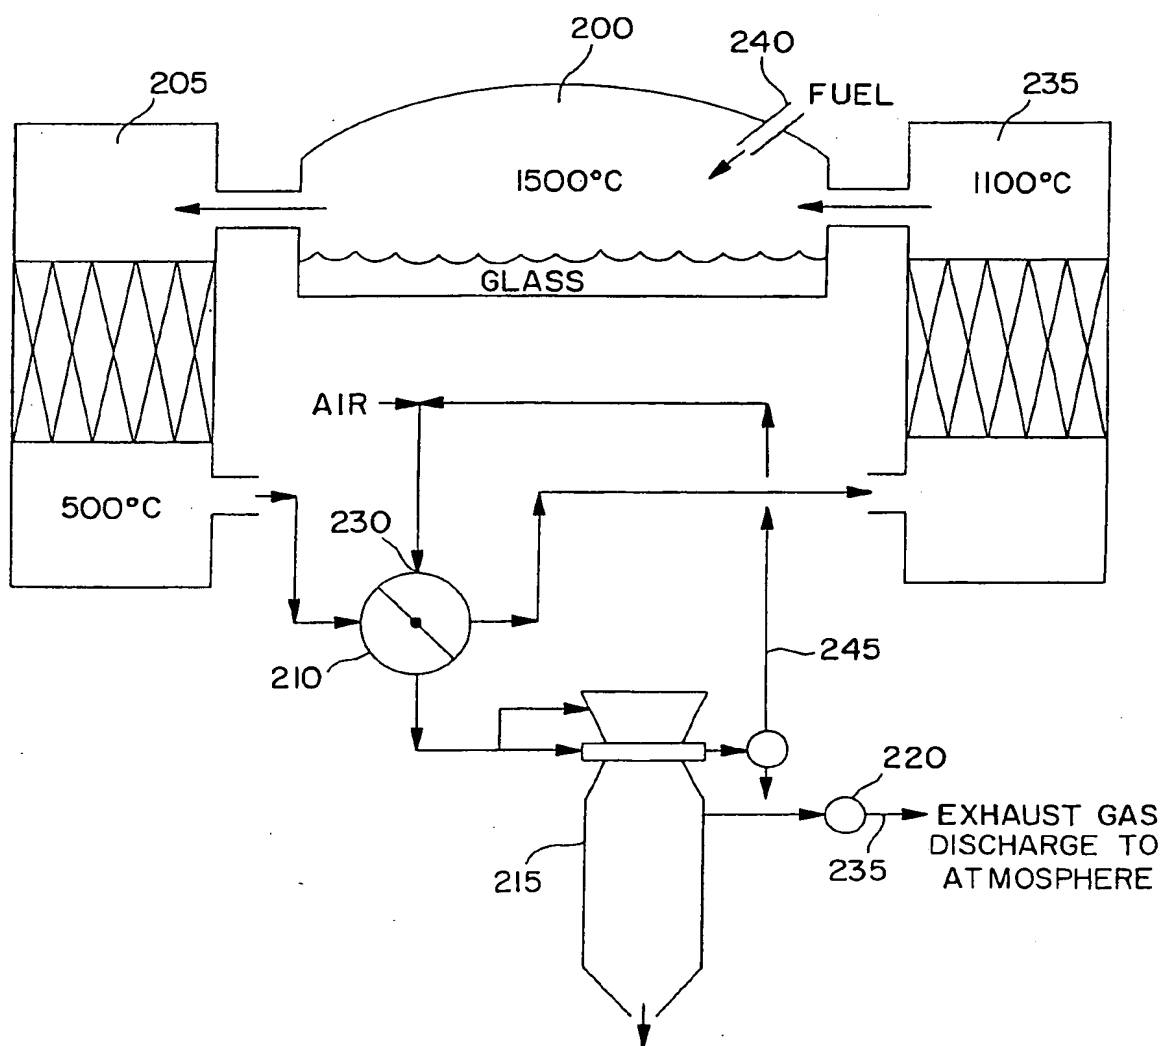 200
240
205
FUEL
235
1500°C
1100°C
GLASS
AIR
500°C
230
210
245
220
215
235
EXHAUST GAS
DISCHARGE TO
ATMOSPHERE